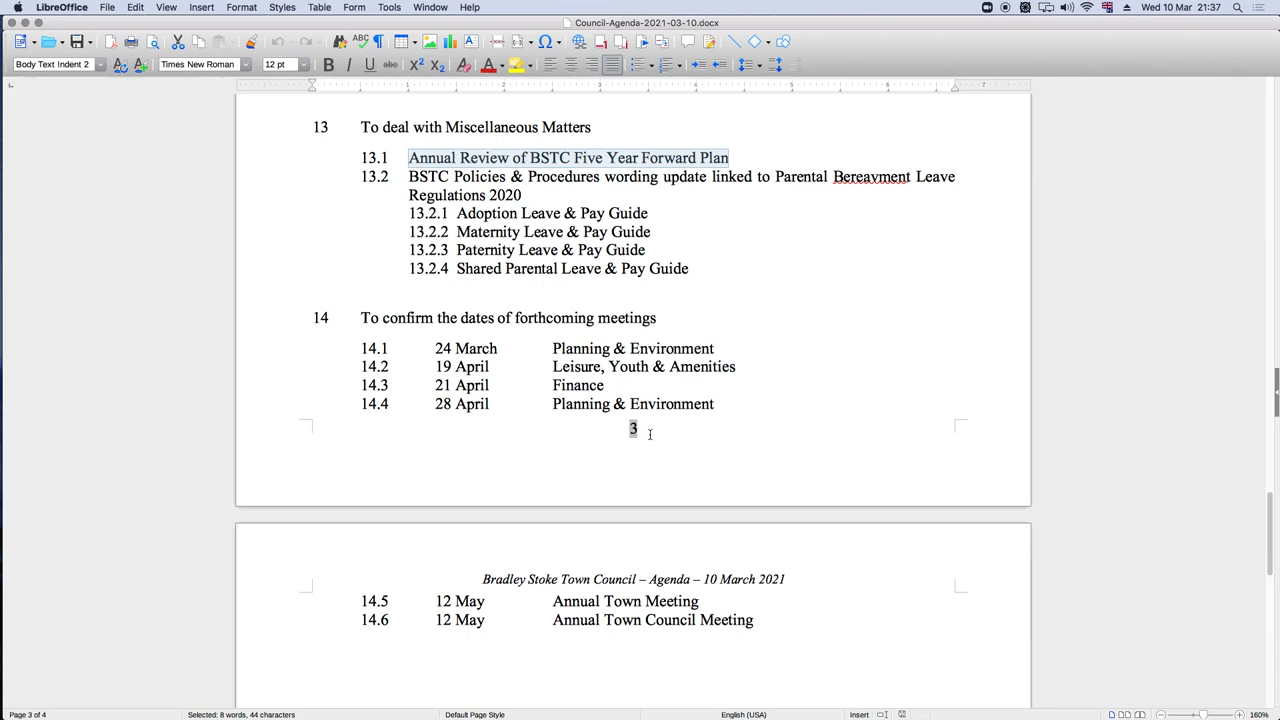 LibreOffice File Edit View Insert Format Styles Table Form Tools Window Help Wed 10 Mar 21:37
Council-Agenda-2021-03-10.docx
Body Text Indent 2 Times New Roman 12 pt
1 2 3 4 5 6 7
13 To deal with Miscellaneous Matters
13.1 Annual Review of BSTC Five Year Forward Plan
13.2 BSTC Policies & Procedures wording update linked to Parental Bereavment Leave
Regulations 2020
13.2.1 Adoption Leave & Pay Guide
13.2.2 Maternity Leave & Pay Guide
13.2.3 Paternity Leave & Pay Guide
13.2.4 Shared Parental Leave & Pay Guide
14 To confirm the dates of forthcoming meetings
14.1 24 March Planning & Environment
14.2 19 April Leisure, Youth & Amenities
14.3 21 April Finance
14.4 28 April Planning & Environment
3
Bradley Stoke Town Council – Agenda – 10 March 2021
14.5 12 May Annual Town Meeting
14.6 12 May Annual Town Council Meeting
Page 3 of 4 Selected: 8 words, 44 characters Default Page Style English (USA) Insert 160%